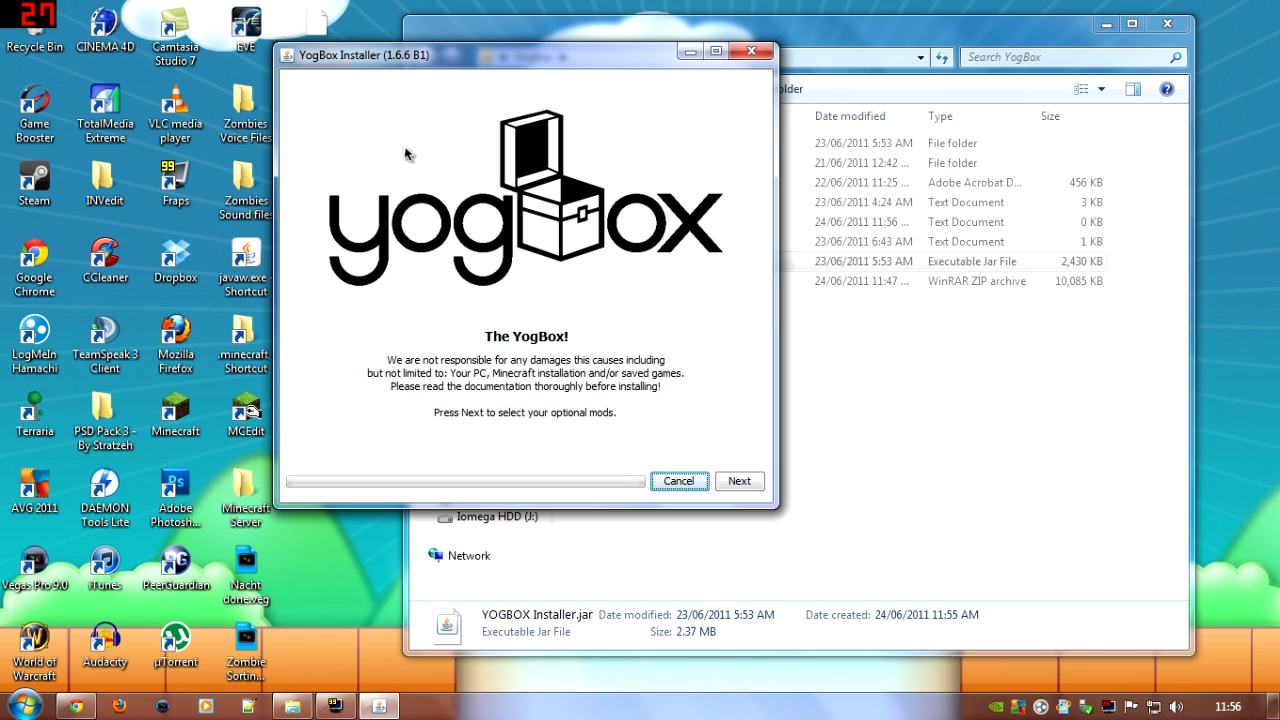 27
Recycle Bin
CINEMA 4D
Camtasia
Studio 7
EVE
Game
Booster
TotalMedia
Extreme
VLC media
player
Zombies
Voice Files
Steam
INVedit
99
Fraps
Zombies
Sound files
Google
Chrome
CCleaner
Dropbox
javaw.exe -
Shortcut
LogMeIn
Hamachi
TeamSpeak 3
Client
Mozilla
Firefox
.minecraft
Shortcut
Terraria
PSD Pack 3 -
By Stratzeh
Minecraft
MCEdit
AVG 2011
DAEMON
Tools Lite
Ps
Adobe
Photosh...
Minecraft
Server
Vegas Pro 9.0
iTunes
PeerGuardian
Nacht
done.veg
World of
Warcraft
Audacity
µTorrent
Zombie
Sortin...
YogBox Installer (1.6.6 B1)
yogbox
The YogBox!
We are not responsible for any damages this causes including
but not limited to: Your PC, Minecraft installation and/or saved games.
Please read the documentation thoroughly before installing!
Press Next to select your optional mods.
Cancel
Next
Search YogBox
older
Date modified Type Size
23/06/2011 5:53 AM File folder
21/06/2011 12:42 ... File folder
22/06/2011 11:25 ... Adobe Acrobat D... 456 KB
23/06/2011 4:24 AM Text Document 3 KB
24/06/2011 11:56 ... Text Document 0 KB
23/06/2011 6:43 AM Text Document 1 KB
23/06/2011 5:53 AM Executable Jar File 2,430 KB
24/06/2011 11:47 ... WinRAR ZIP archive 10,085 KB
Iomega HDD (J:)
Network
YOGBOX Installer.jar Date modified: 23/06/2011 5:53 AM Date created: 24/06/2011 11:55 AM
Executable Jar File Size: 2.37 MB
11:56